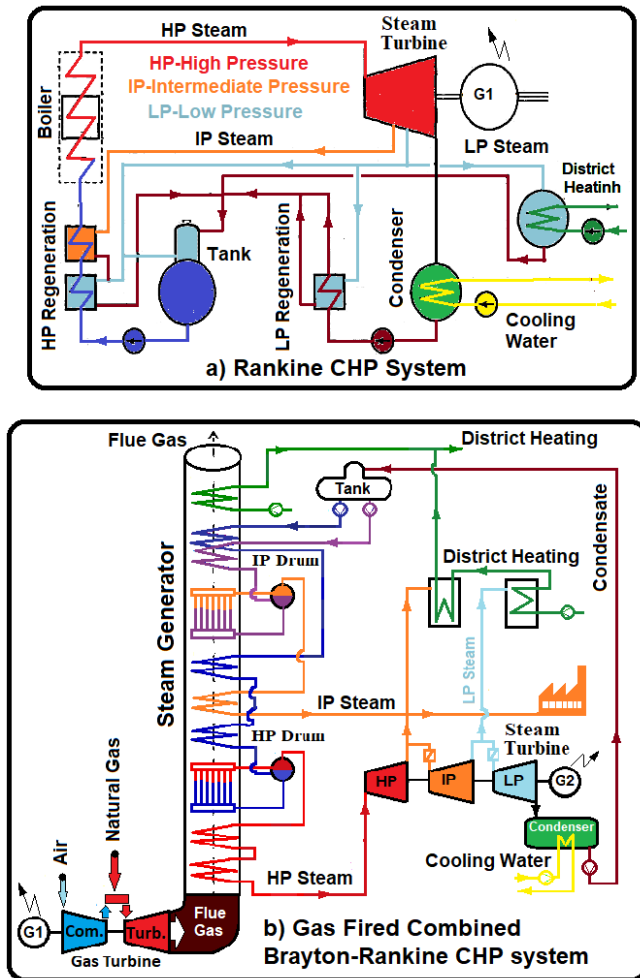 HP Steam
Steam
Turbine
HP-High Pressure
IP-Intermediate Pressure
LP-Low Pressure
Boiler
G1
IP Steam
LP Steam
District
Heatinh
HP Regeneration
Tank
LP Regeneration
Condenser
Cooling
Water
a) Rankine CHP System
Flue Gas
District Heating
Tank
Condensate
IP Drum
District Heating
Steam Generator
LP Steam
IP Steam
HP Drum
Steam
Turbine
Natural Gas
HP
IP
LP
G2
Air
Condenser
Cooling Water
HP Steam
G1
Com.
Turb.
Flue
Gas
Gas Turbine
b) Gas Fired Combined
Brayton-Rankine CHP system